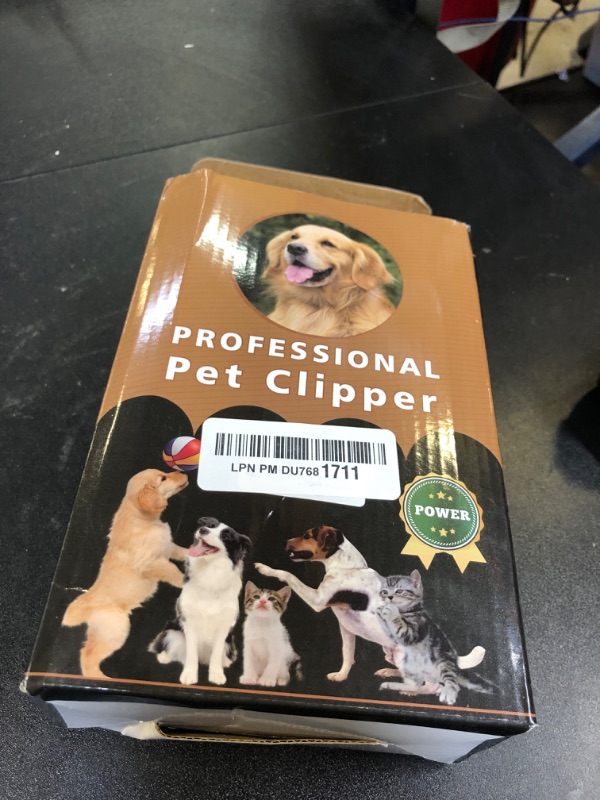 PROFESSIONAL
Pet Clipper
LPN PM DU768 1711
POWER